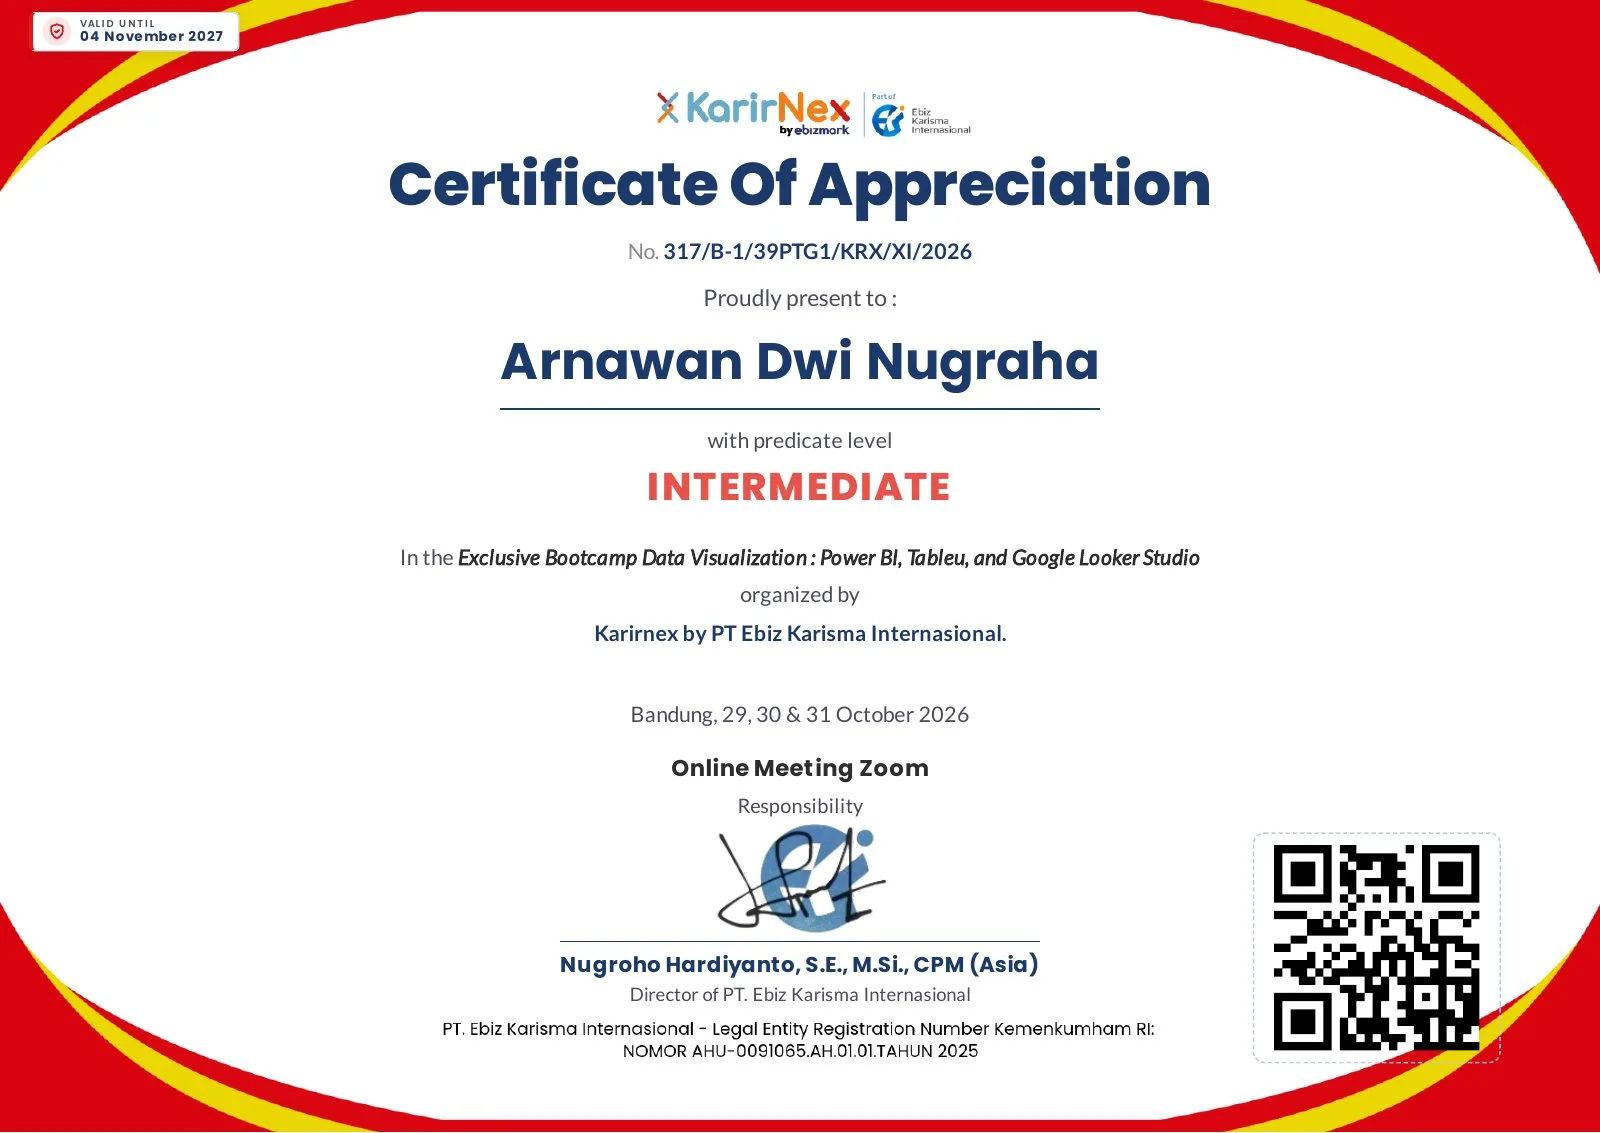 VALID UNTIL
04 November 2027
KarirNex
by ebizmark
Part of
Ebiz
Karisma
Internasional
Certificate Of Appreciation
No. 317/B-1/39PTG1/KRX/XI/2026
Proudly present to :
Arnawan Dwi Nugraha
with predicate level
INTERMEDIATE
In the Exclusive Bootcamp Data Visualization : Power BI, Tableu, and Google Looker Studio
organized by
Karirnex by PT Ebiz Karisma Internasional.
Bandung, 29, 30 & 31 October 2026
Online Meeting Zoom
Responsibility
Nugroho Hardiyanto, S.E., M.Si., CPM (Asia)
Director of PT. Ebiz Karisma Internasional
PT. Ebiz Karisma Internasional - Legal Entity Registration Number Kemenkumham RI:
NOMOR AHU-0091065.AH.01.01.TAHUN 2025